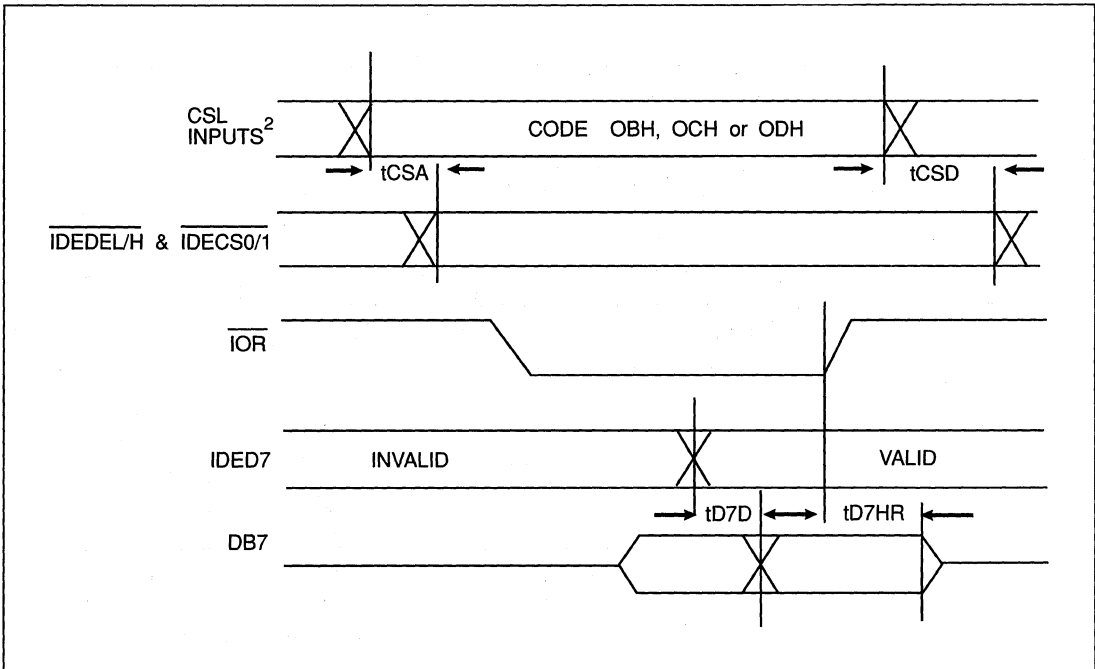 CSL
INPUTS²
CODE OBH, OCH or ODH
tCSA
tCSD
IDEDEL/H & IDECS0/1
IOR
IDED7
INVALID
VALID
tD7D
tD7HR
DB7